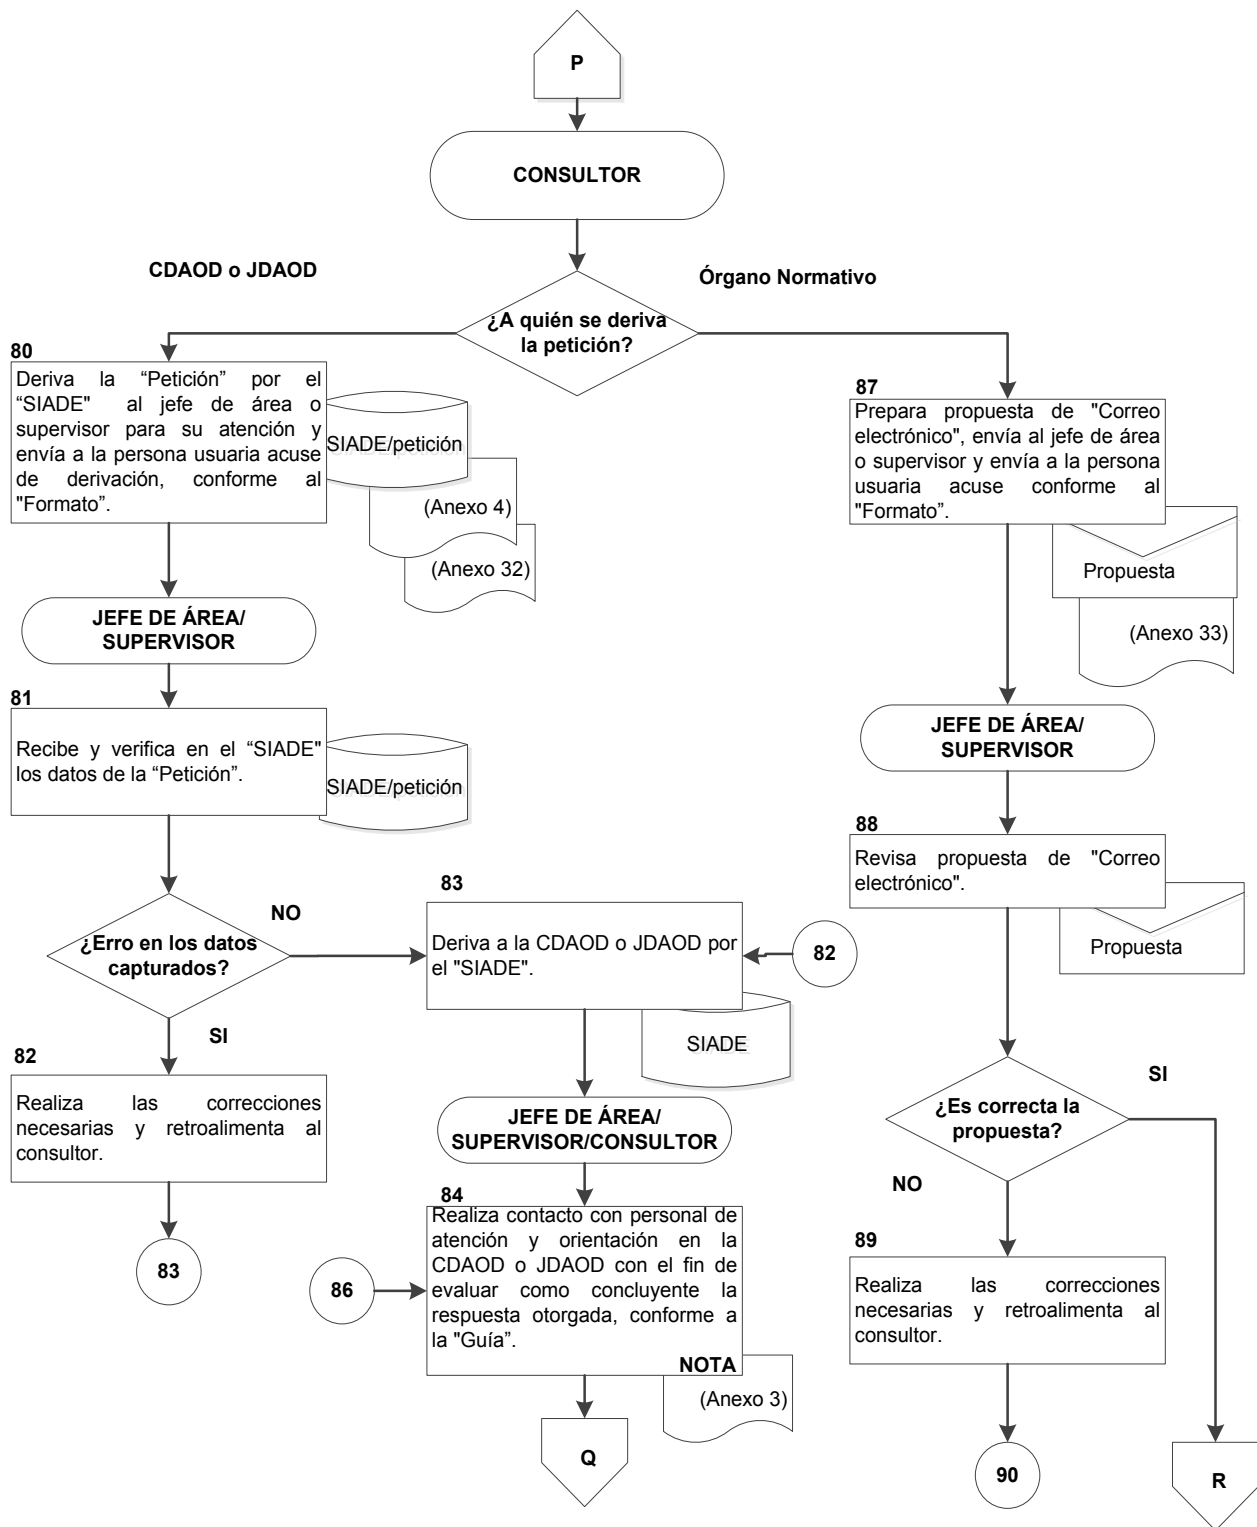 P
CONSULTOR
CDAOD o JDAOD
Órgano Normativo
¿A quién se deriva
la petición?
80
Deriva la “Petición” por el
“SIADE" al jefe de área o
supervisor para su atención y
envía a la persona usuaria acuse
de derivación, conforme al
"Formato”.
SIADE/petición
(Anexo 4)
(Anexo 32)
JEFE DE ÁREA/
SUPERVISOR
81
Recibe y verifica en el “SIADE"
los datos de la “Petición”.
SIADE/petición
¿Erro en los datos
capturados?
NO
SI
82
Realiza las correcciones
necesarias y retroalimenta al
consultor.
83
83
Deriva a la CDAOD o JDAOD por
el "SIADE".
82
SIADE
JEFE DE ÁREA/
SUPERVISOR/CONSULTOR
84
Realiza contacto con personal de
atención y orientación en la
CDAOD o JDAOD con el fin de
evaluar como concluyente la
respuesta otorgada, conforme a
la "Guía”.
NOTA
86
(Anexo 3)
Q
87
Prepara propuesta de "Correo
electrónico", envía al jefe de área
o supervisor y envía a la persona
usuaria acuse conforme al
"Formato”.
Propuesta
(Anexo 33)
JEFE DE ÁREA/
SUPERVISOR
88
Revisa propuesta de "Correo
electrónico".
Propuesta
¿Es correcta la
propuesta?
SI
NO
89
Realiza las correcciones
necesarias y retroalimenta al
consultor.
90
R